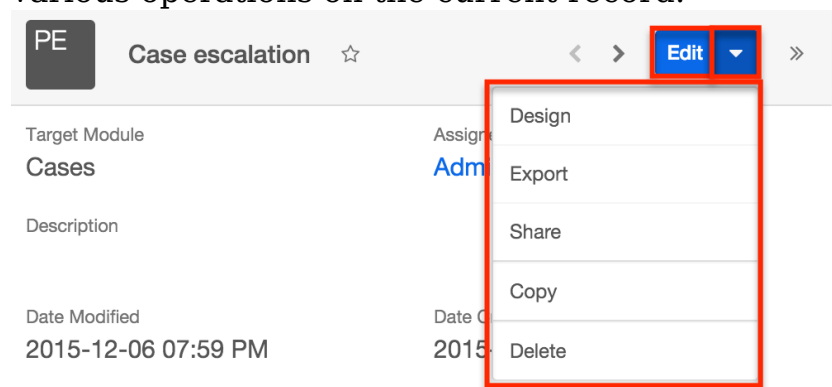 various operations on the current record.
PE
Case escalation
Edit
Design
Target Module
Cases
Export
Description
Share
Copy
Date Modified
2015-12-06 07:59 PM
Delete